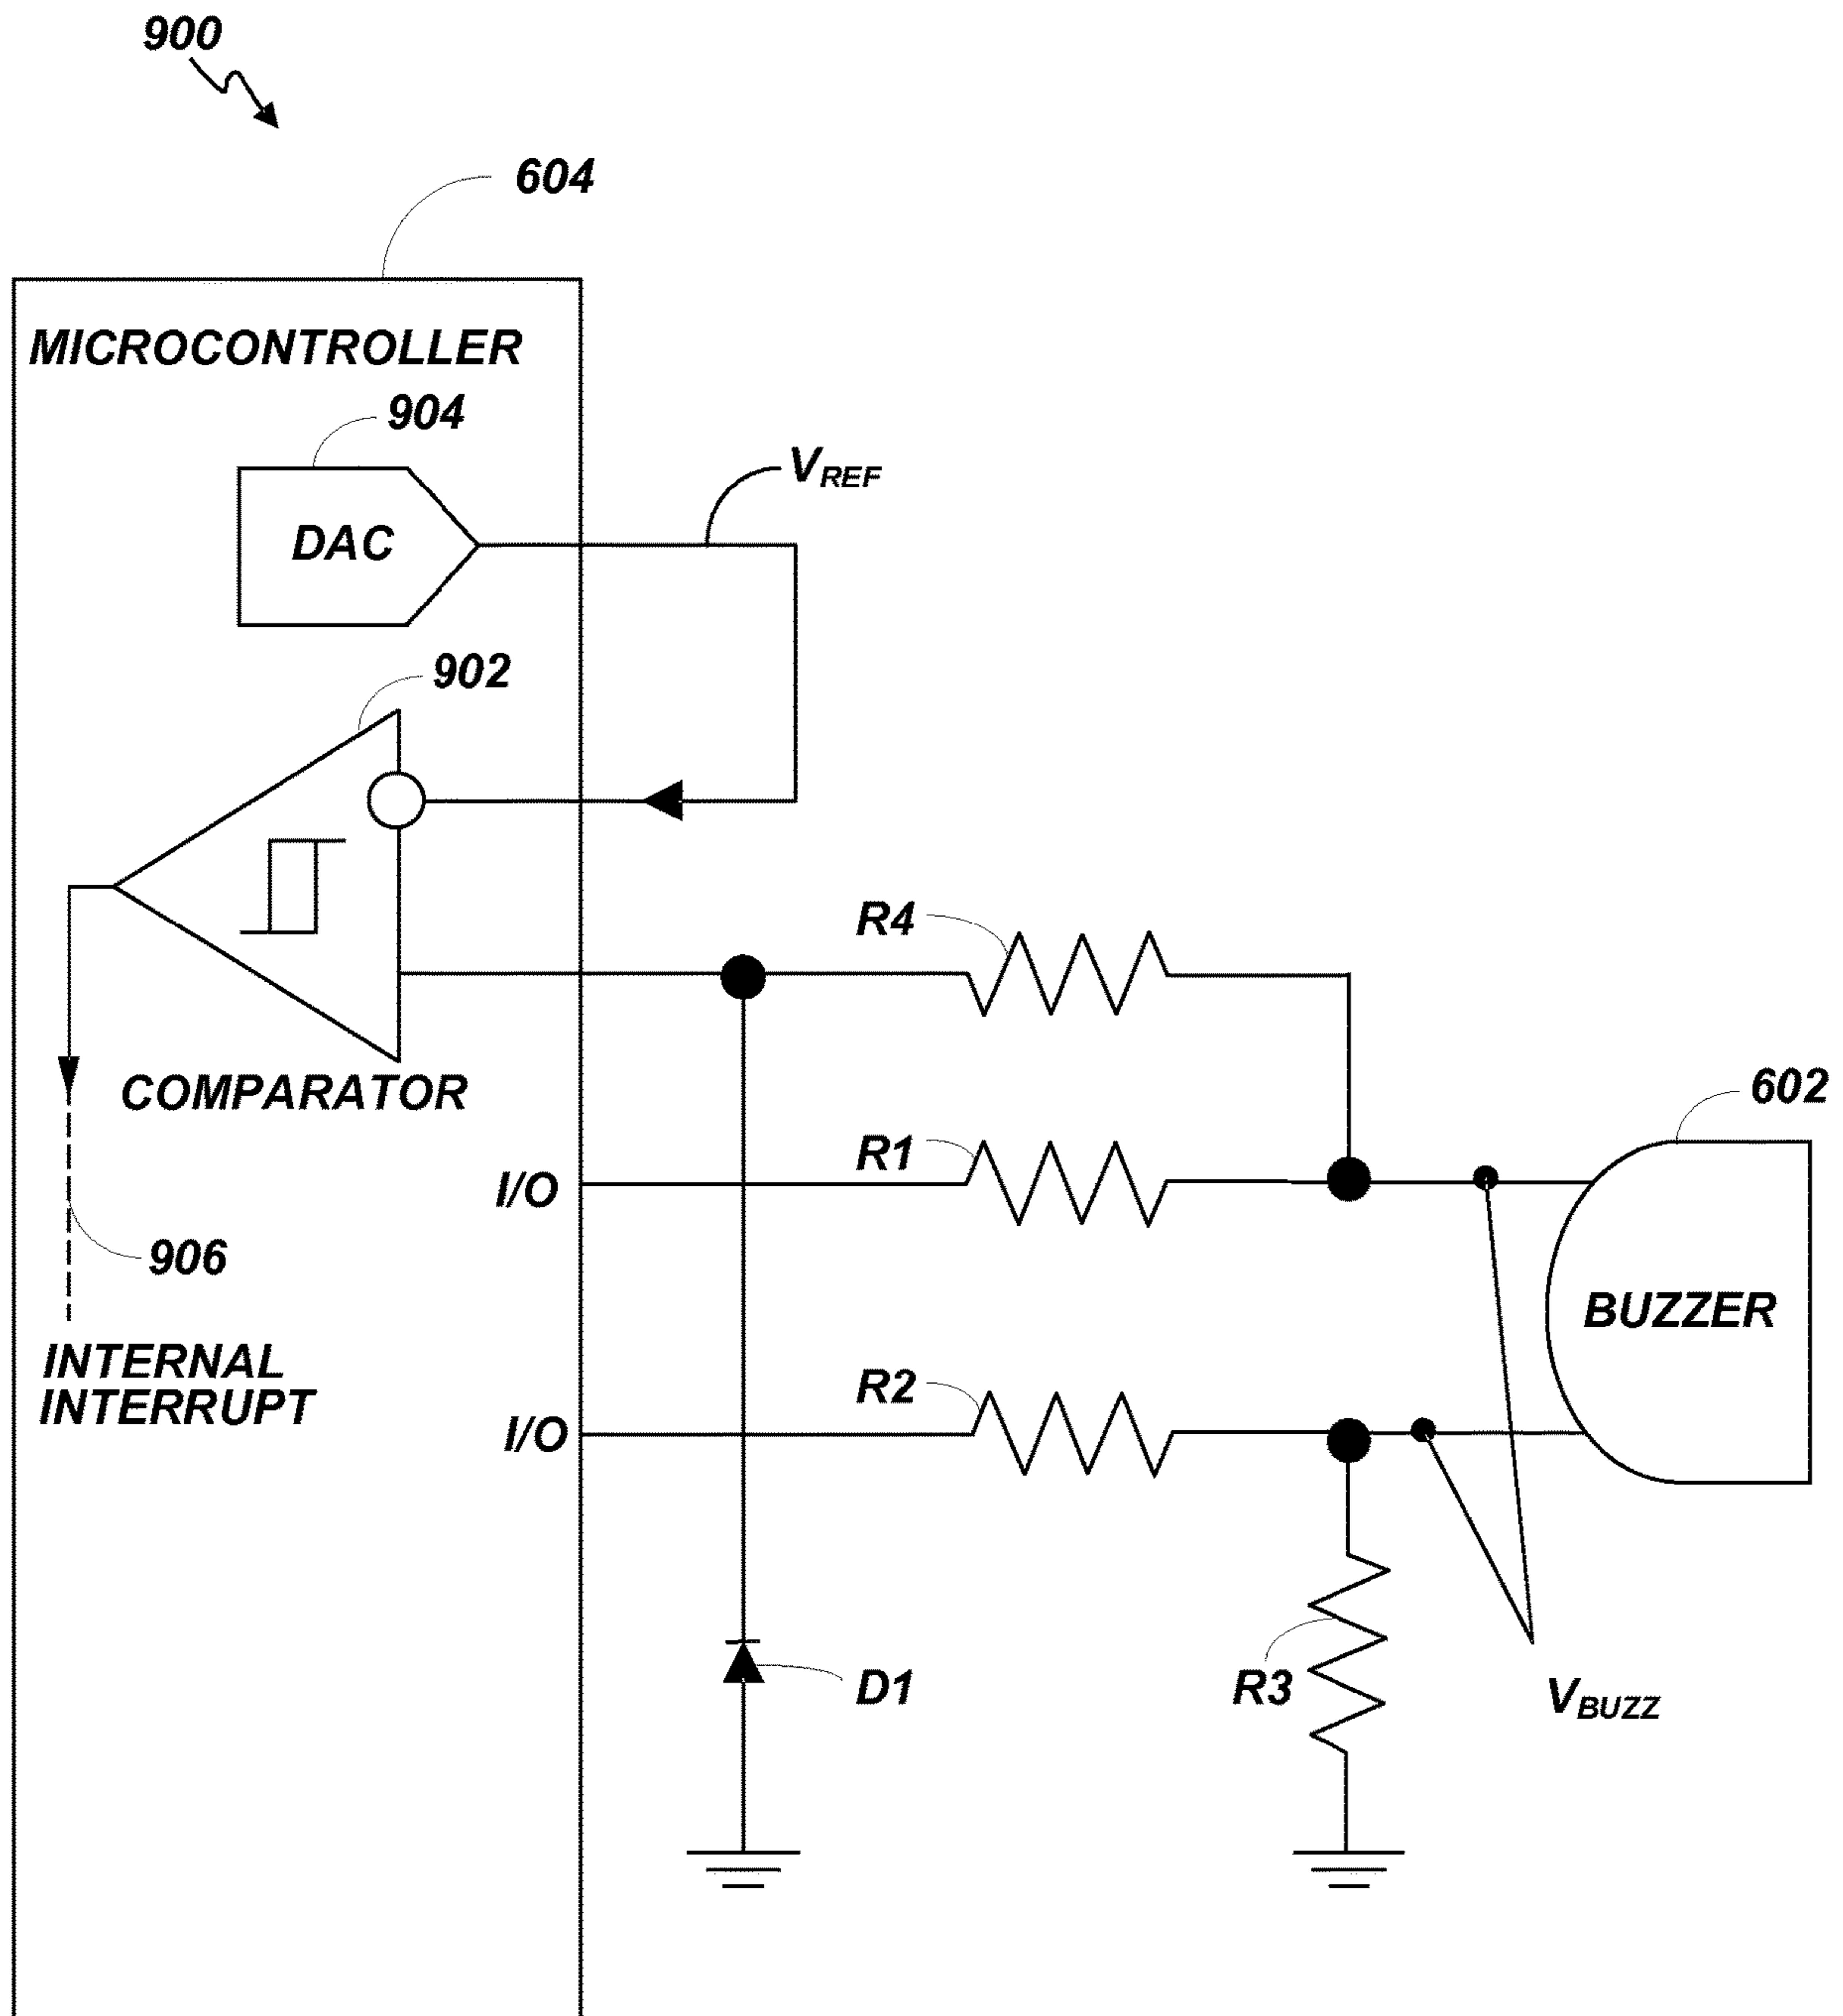 900
604
MICROCONTROLLER
904
VREF
DAC
902
R4
COMPARATOR
602
R1
I/O
906
BUZZER
INTERNAL
INTERRUPT
R2
I/O
R3
D1
VBUZZ